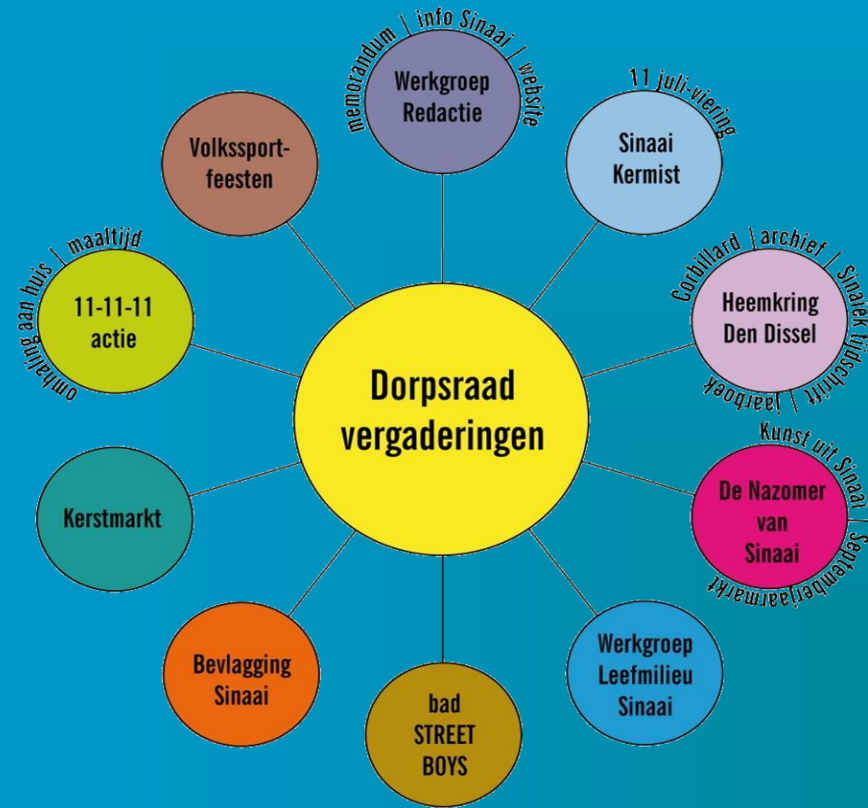 memorandum | info Sinaai | website
Werkgroep
Redactie
11 juli-viering
Sinaai
Kermist
Corbillard | archief / Sinalek tijdschrift | jaarboek
Heemkring
Den Dissel
Kunst uit Sinaai | Septemberjaarmarkt
De Nazomer
van
Sinaai
Werkgroep
Leefmilieu
Sinaai
bad
STREET
BOYS
Bevlagging
Sinaai
Kerstmarkt
omhaling aan huis | maaltijd
11-11-11
actie
Volkssport-
feesten
Dorpsraad
vergaderingen